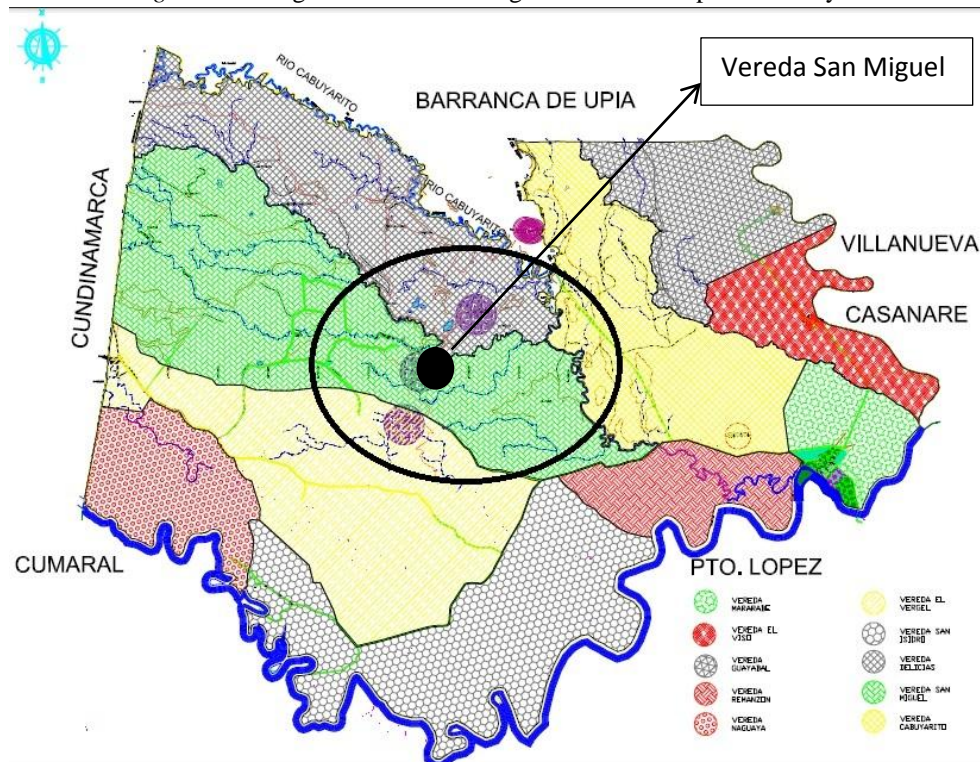 Vereda San Miguel
RIO CABUYARITO
BARRANCA DE UPIA
RIO CABUYARITO
VILLANUEVA
CUNDINAMARCA
CASANARE
CUMARAL
PTO. LOPEZ
VEREDA
MARARABE
VEREDA EL
VISO
VEREDA
GUAYABAL
VEREDA
REMANZON
VEREDA
NAGUAYA
VEREDA EL
VERGEL
VEREDA SAN
ISIDRO
VEREDA
DELICIAS
VEREDA SAN
MIGUEL
VEREDA
CABUYARITO